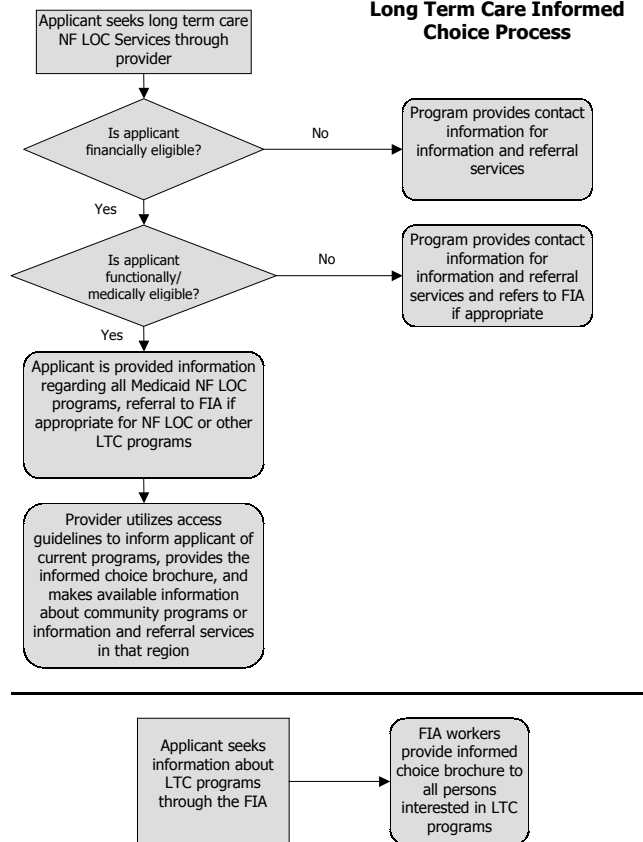 Long Term Care Informed
Choice Process
Applicant seeks long term care
NF LOC Services through
provider
Is applicant
financially eligible?
No
Program provides contact
information for
information and referral
services
Yes
Is applicant
functionally/
medically eligible?
No
Program provides contact
information for
information and referral
services and refers to FIA
if appropriate
Yes
Applicant is provided information
regarding all Medicaid NF LOC
programs, referral to FIA if
appropriate for NF LOC or other
LTC programs
Provider utilizes access
guidelines to inform applicant of
current programs, provides the
informed choice brochure, and
makes available information
about community programs or
information and referral services
in that region
Applicant seeks
information about
LTC programs
through the FIA
FIA workers
provide informed
choice brochure to
all persons
interested in LTC
programs